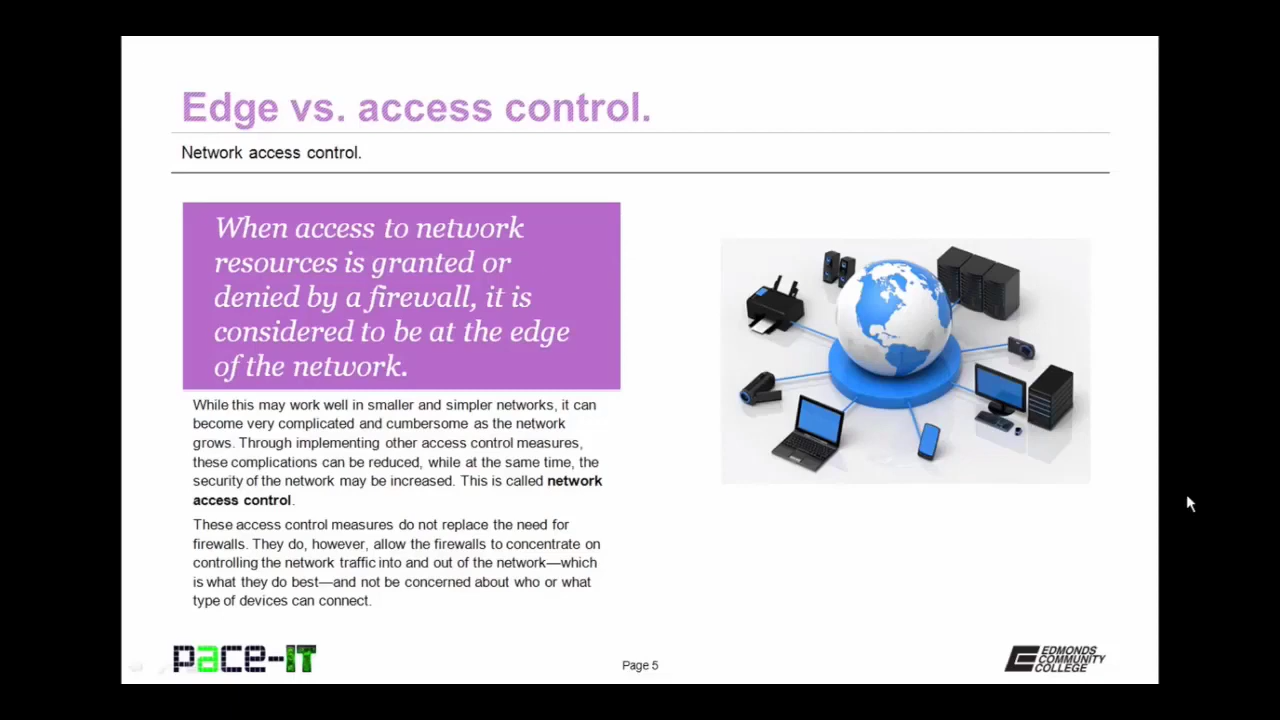 Edge vs. access control.
Network access control.
When access to network
resources is granted or
denied by a firewall, it is
considered to be at the edge
of the network.
While this may work well in smaller and simpler networks, it can
become very complicated and cumbersome as the network
grows. Through implementing other access control measures,
these complications can be reduced, while at the same time, the
security of the network may be increased. This is called network
access control.
These access control measures do not replace the need for
firewalls. They do, however, allow the firewalls to concentrate on
controlling the network traffic into and out of the network—which
is what they do best—and not be concerned about who or what
type of devices can connect.
pace-IT
Page 5
EDMONDS
COMMUNITY
COLLEGE